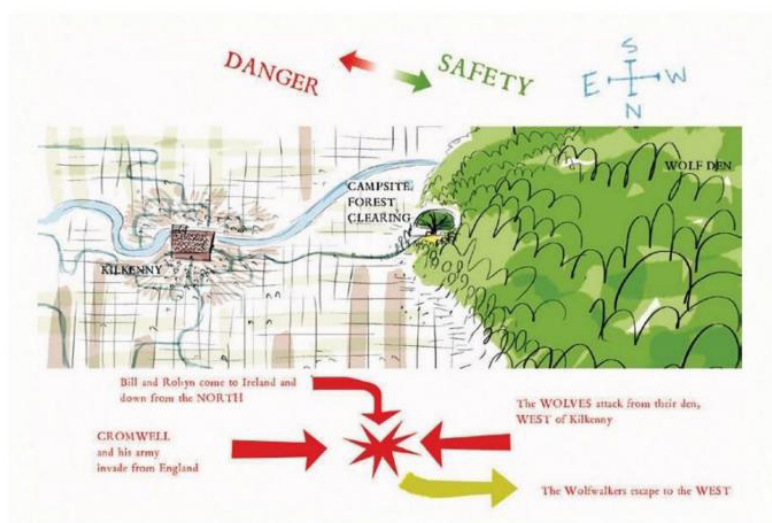 DANGER
SAFETY
S
E W
N
WOLF DEN
CAMPSITE
FOREST
CLEARING
KILKENNY
Bill and Robyn come to Ireland and
down from the NORTH
The WOLVES attack from their den,
WEST of Kilkenny
CROMWELL
and his army
invade from England
The Wolfwalkers escape to the WEST